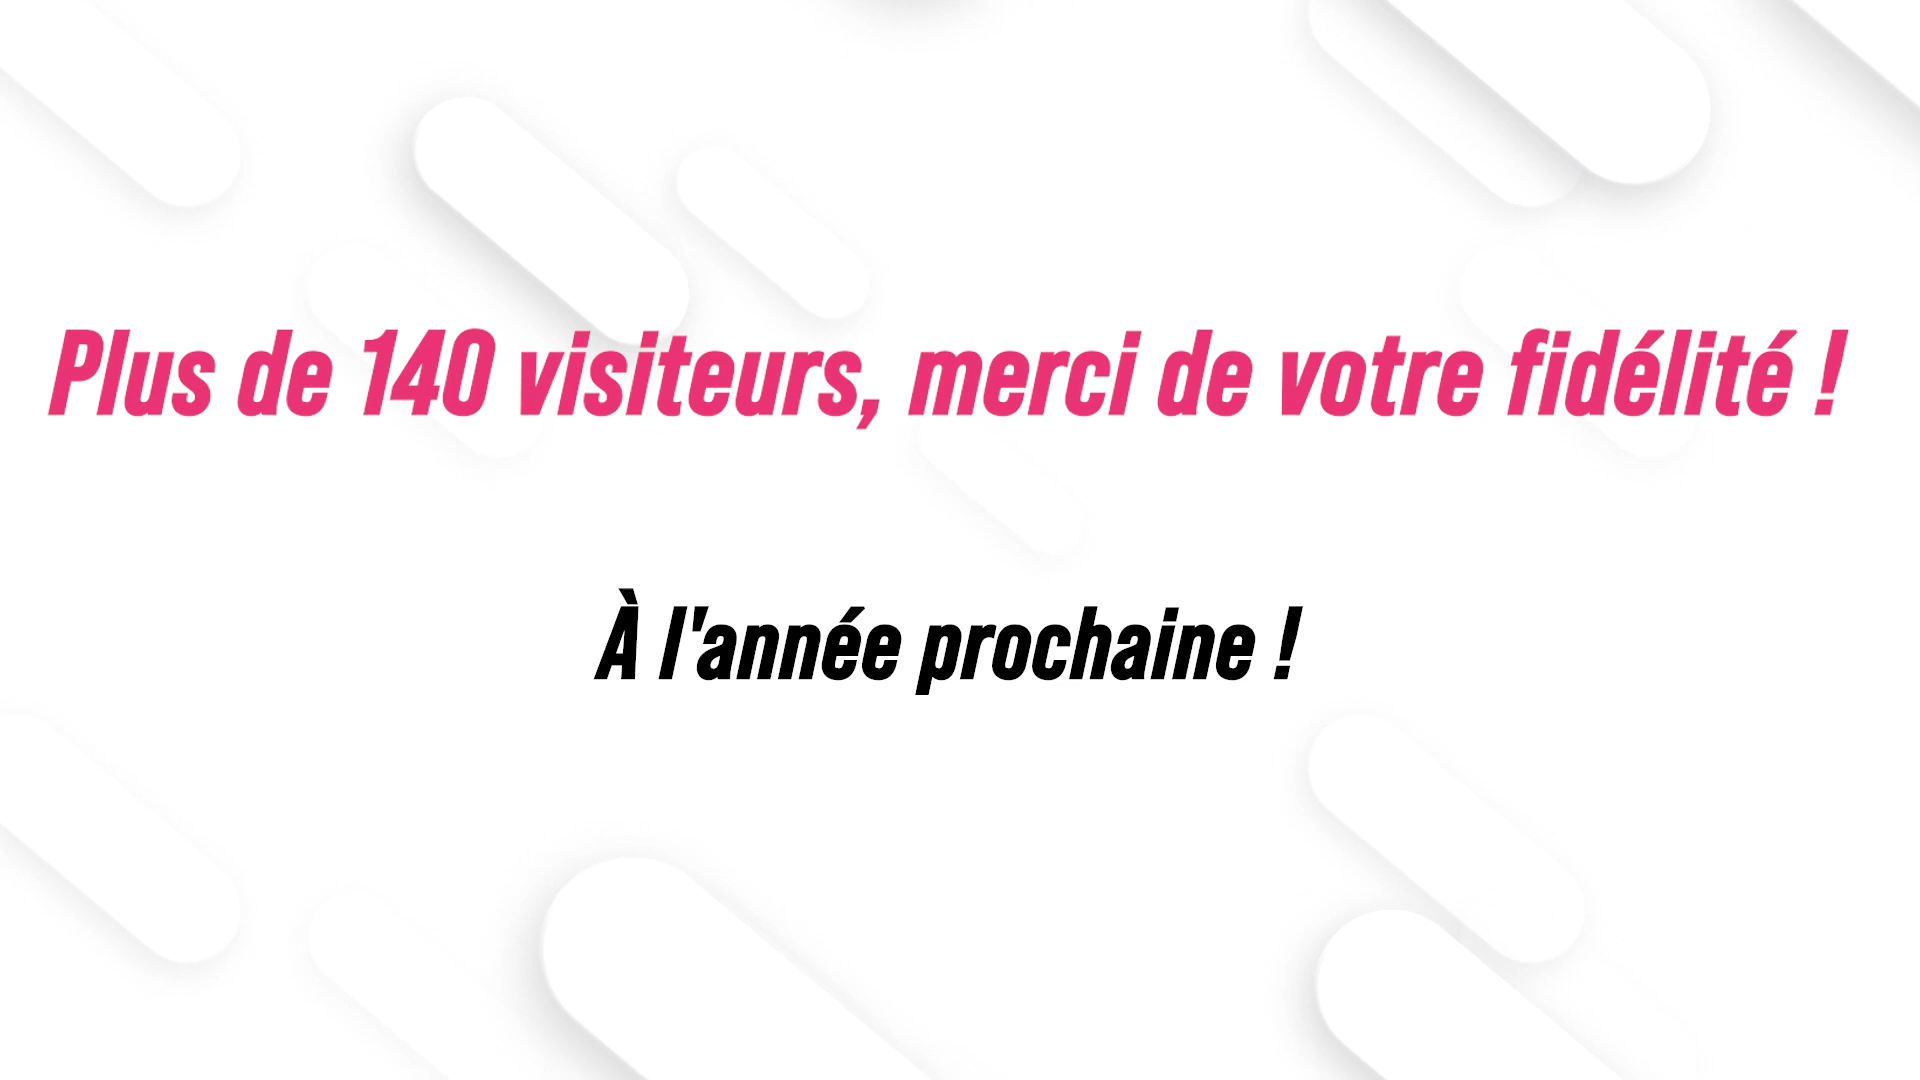 Plus de 140 visiteurs, merci de votre fidélité !
À l'année prochaine !